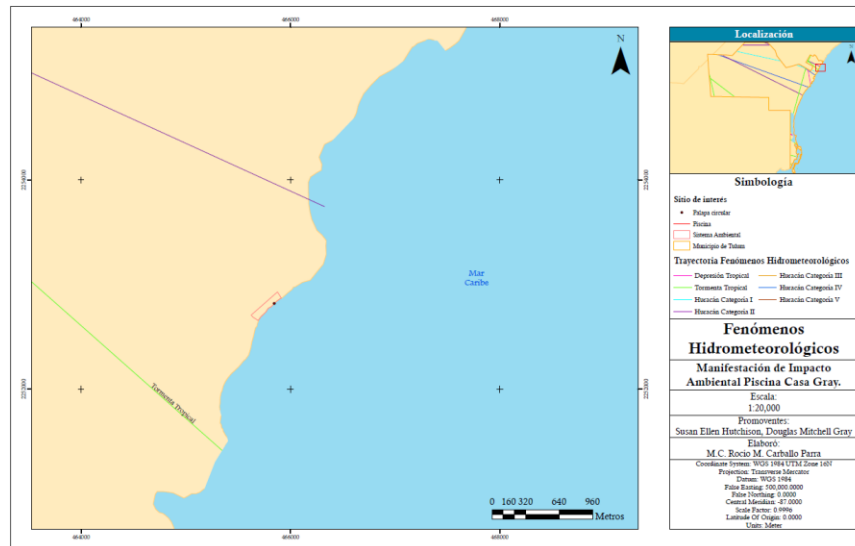 464000
466000
468000
N
2254000
2254000
Mar
Caribe
Tormenta Tropical
2252000
2252000
0 160 320 640 960
Metros
464000
466000
468000
Localización
N
Simbología
Sitio de interés
Palapa circular
Piscina
Sistema Ambiental
Municipio de Tulum
Trayectoria Fenómenos Hidrometeorológicos
Depresión Tropical
Huracán Categoría III
Tormenta Tropical
Huracán Categoría IV
Huracán Categoría I
Huracán Categoría V
Huracán Categoría II
Fenómenos
Hidrometeorológicos
Manifestación de Impacto
Ambiental Piscina Casa Gray.
Escala:
1:20,000
Promoventes:
Susan Ellen Hutchison, Douglas Mitchell Gray
Elaboró:
M.C. Rocio M. Carballo Parra
Coordinate System: WGS 1984 UTM Zone 16N
Projection: Transverse Mercator
Datum: WGS 1984
False Easting: 500,000.0000
False Northing: 0.0000
Central Meridian: -87.0000
Scale Factor: 0.9996
Latitude Of Origin: 0.0000
Units: Meter